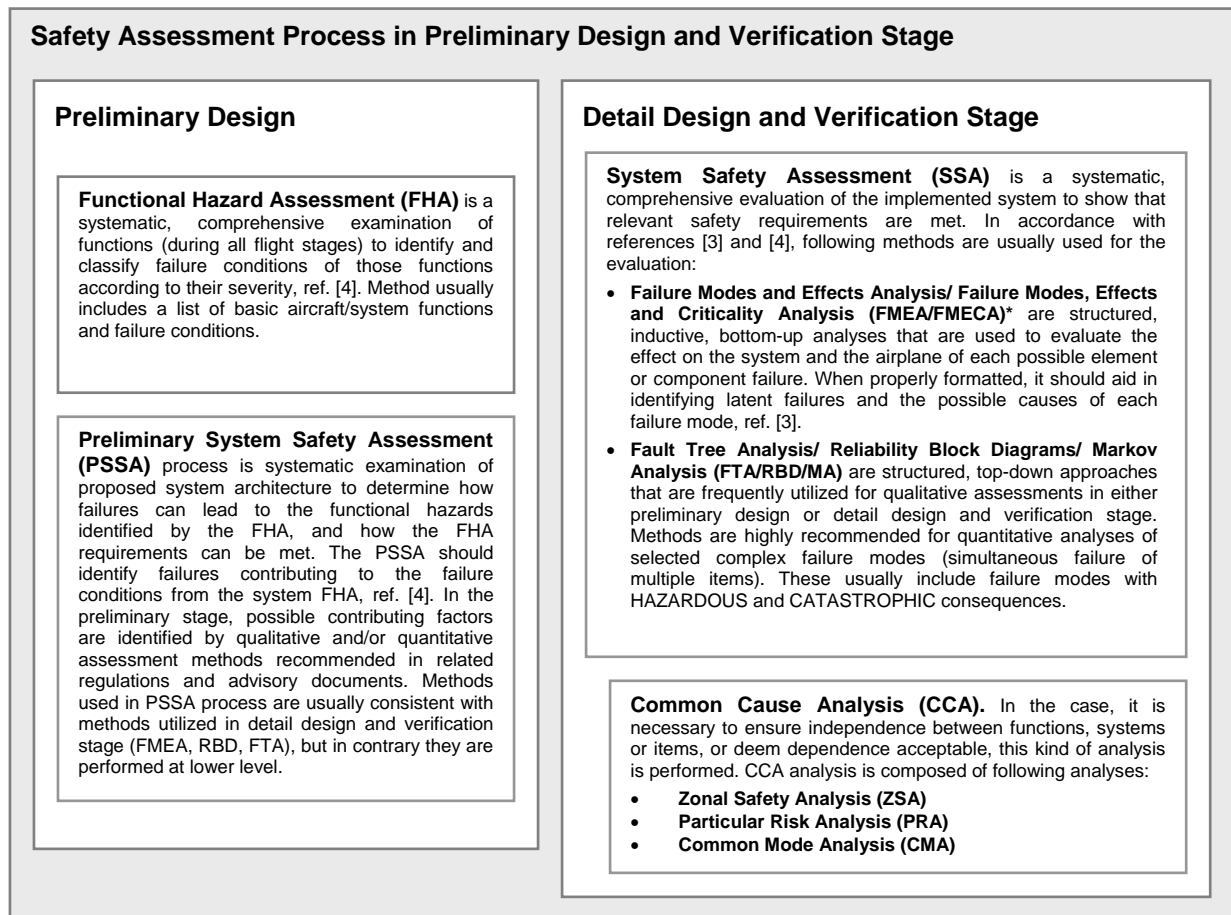 Safety Assessment Process in Preliminary Design and Verification Stage
Preliminary Design
Functional Hazard Assessment (FHA) is a
systematic, comprehensive examination of
functions (during all flight stages) to identify and
classify failure conditions of those functions
according to their severity, ref. [4]. Method usually
includes a list of basic aircraft/system functions
and failure conditions.
Preliminary System Safety Assessment
(PSSA) process is systematic examination of
proposed system architecture to determine how
failures can lead to the functional hazards
identified by the FHA, and how the FHA
requirements can be met. The PSSA should
identify failures contributing to the failure
conditions from the system FHA, ref. [4]. In the
preliminary stage, possible contributing factors
are identified by qualitative and/or quantitative
assessment methods recommended in related
regulations and advisory documents. Methods
used in PSSA process are usually consistent with
methods utilized in detail design and verification
stage (FMEA, RBD, FTA), but in contrary they are
performed at lower level.
Detail Design and Verification Stage
System Safety Assessment (SSA) is a systematic,
comprehensive evaluation of the implemented system to show that
relevant safety requirements are met. In accordance with
references [3] and [4], following methods are usually used for the
evaluation:
• Failure Modes and Effects Analysis/ Failure Modes, Effects
and Criticality Analysis (FMEA/FMECA)* are structured,
inductive, bottom-up analyses that are used to evaluate the
effect on the system and the airplane of each possible element
or component failure. When properly formatted, it should aid in
identifying latent failures and the possible causes of each
failure mode, ref. [3].
• Fault Tree Analysis/ Reliability Block Diagrams/ Markov
Analysis (FTA/RBD/MA) are structured, top-down approaches
that are frequently utilized for qualitative assessments in either
preliminary design or detail design and verification stage.
Methods are highly recommended for quantitative analyses of
selected complex failure modes (simultaneous failure of
multiple items). These usually include failure modes with
HAZARDOUS and CATASTROPHIC consequences.
Common Cause Analysis (CCA). In the case, it is
necessary to ensure independence between functions, systems
or items, or deem dependence acceptable, this kind of analysis
is performed. CCA analysis is composed of following analyses:
• Zonal Safety Analysis (ZSA)
• Particular Risk Analysis (PRA)
• Common Mode Analysis (CMA)